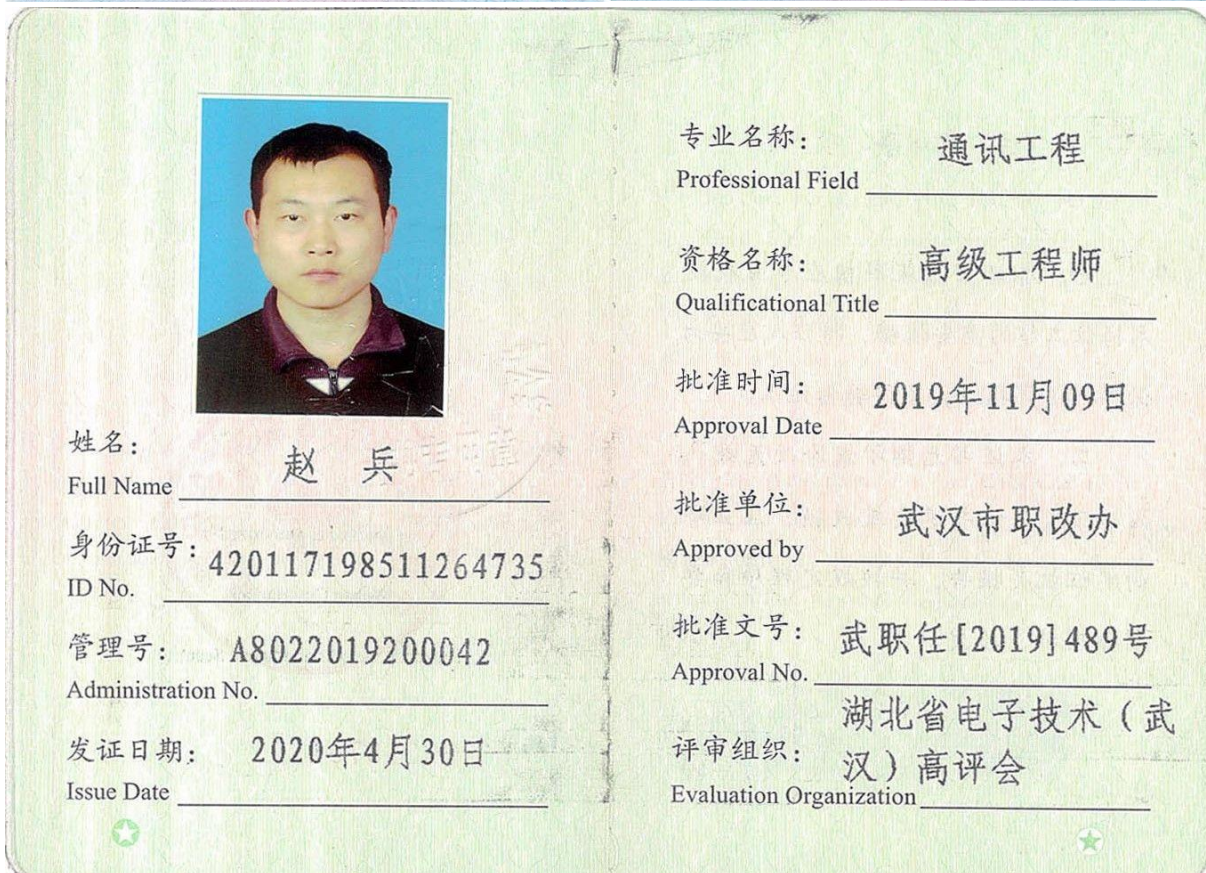 姓名： 赵 兵
Full Name
身份证号： 420117198511264735
ID No.
管理号： A8022019200042
Administration No.
发证日期： 2020年4月30日
Issue Date
专业名称： 通讯工程
Professional Field
资格名称： 高级工程师
Qualificational Title
批准时间： 2019年11月09日
Approval Date
批准单位： 武汉市职改办
Approved by
批准文号： 武职任[2019]489号
Approval No.
湖北省电子技术（武
评审组织： 汉）高评会
Evaluation Organization